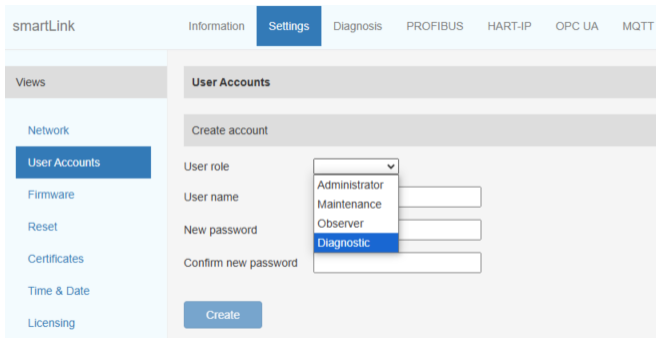 smartLink Information Settings Diagnosis PROFIBUS HART-IP OPC UA MQTT
Views
Network
User Accounts
Firmware
Reset
Certificates
Time & Date
Licensing
User Accounts
Create account
User role
Administrator
Maintenance
Observer
Diagnostic
User name
New password
Confirm new password
Create